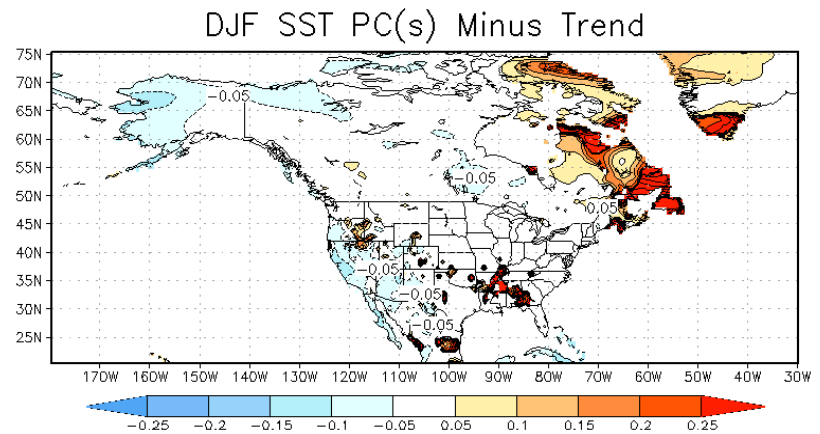 DJF SST PC(s) Minus Trend
75N
70N
65N
60N
55N
50N
45N
40N
35N
30N
25N
-0.05
-0.05
0.05
-0.05
-0.05
-0.05
170W 160W 150W 140W 130W 120W 110W 100W 90W 80W 70W 60W 50W 40W 30W
-0.25 -0.2 -0.15 -0.1 -0.05 0.05 0.1 0.15 0.2 0.25